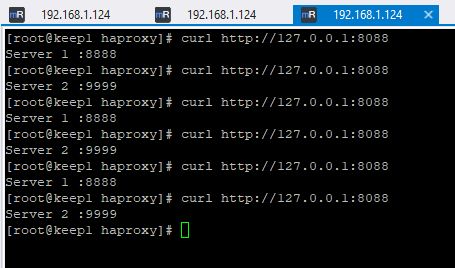 mR 192.168.1.124 mR 192.168.1.124 mR 192.168.1.124 ×
[root@keep1 haproxy]# curl http://127.0.0.1:8088
Server 1 :8888
[root@keep1 haproxy]# curl http://127.0.0.1:8088
Server 2 :9999
[root@keep1 haproxy]# curl http://127.0.0.1:8088
Server 1 :8888
[root@keep1 haproxy]# curl http://127.0.0.1:8088
Server 2 :9999
[root@keep1 haproxy]# curl http://127.0.0.1:8088
Server 1 :8888
[root@keep1 haproxy]# curl http://127.0.0.1:8088
Server 2 :9999
[root@keep1 haproxy]#